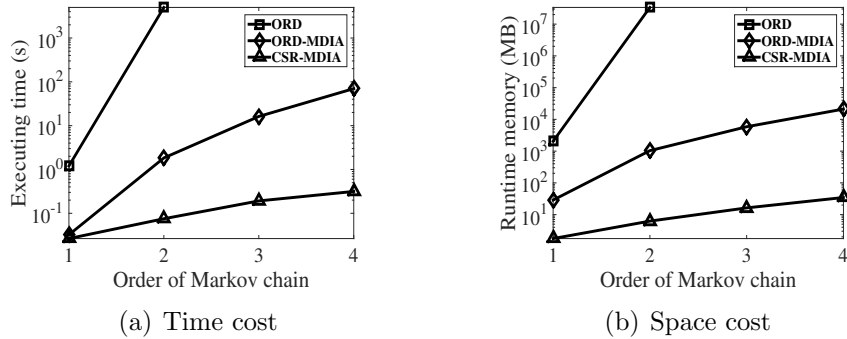 10^3
10^2
10^1
10^0
10^-1
Executing time (s)
ORD
ORD-MDIA
CSR-MDIA
1 2 3 4
Order of Markov chain
(a) Time cost
10^7
10^6
10^5
10^4
10^3
10^2
10^1
Runtime memory (MB)
ORD
ORD-MDIA
CSR-MDIA
1 2 3 4
Order of Markov chain
(b) Space cost